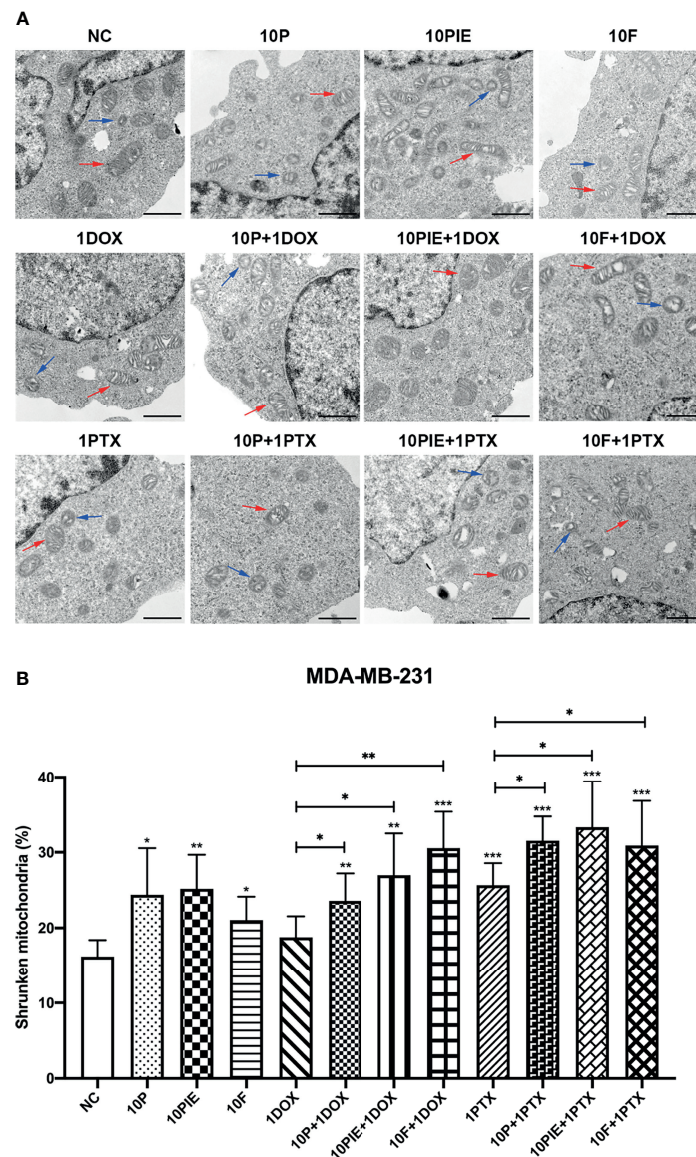 A
NC 10P 10PIE 10F
1DOX 10P+1DOX 10PIE+1DOX 10F+1DOX
1PTX 10P+1PTX 10PIE+1PTX 10F+1PTX
B
MDA-MB-231
Shrunken mitochondria (%)
40
30
20
10
0
*
**
*
*
*
**
**
**
***
***
*
*
*
***
***
***
NC 10P 10PIE 10F 1DOX 10P+1DOX 10PIE+1DOX 10F+1DOX 1PTX 10P+1PTX 10PIE+1PTX 10F+1PTX